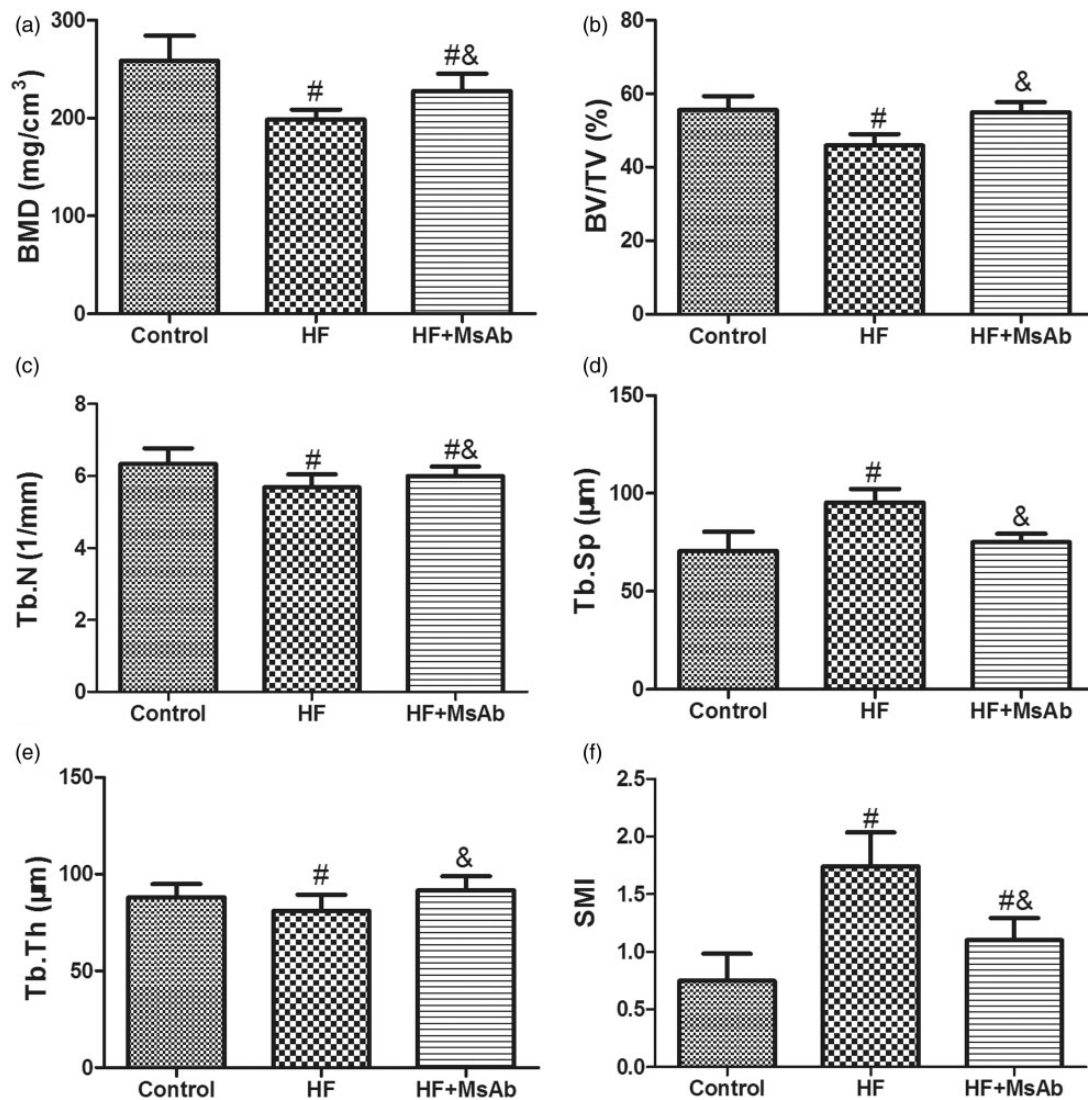 (a)
300
200
100
0
BMD (mg/cm³)
#
#&
Control HF HF+MsAb
(b)
80
60
40
20
0
BV/TV (%)
#
&
Control HF HF+MsAb
(c)
8
6
4
2
0
Tb.N (1/mm)
#
#&
Control HF HF+MsAb
(d)
150
100
50
0
Tb.Sp (µm)
#
&
Control HF HF+MsAb
(e)
150
100
50
0
Tb.Th (µm)
#
&
Control HF HF+MsAb
(f)
2.5
2.0
1.5
1.0
0.5
0.0
SMI
#
#&
Control HF HF+MsAb